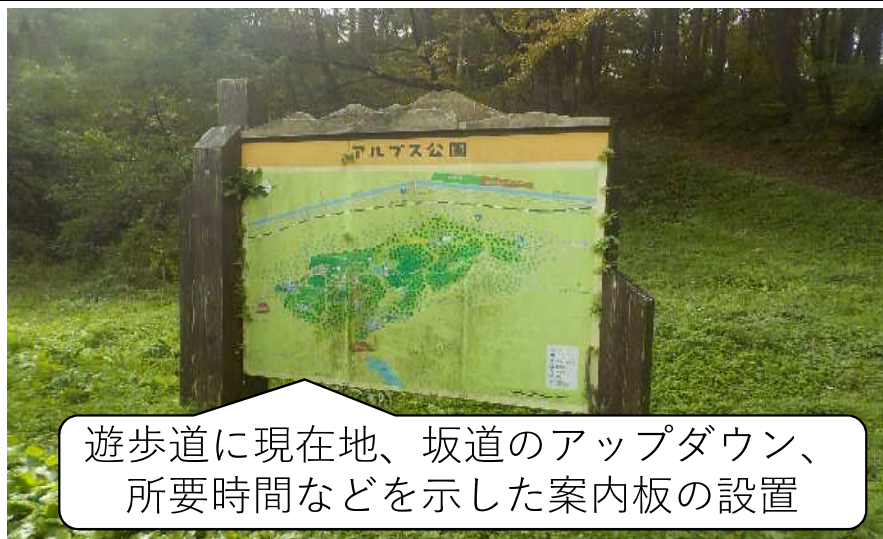 アルプス公園
遊歩道に現在地、坂道のアップダウン、
所要時間などを示した案内板の設置